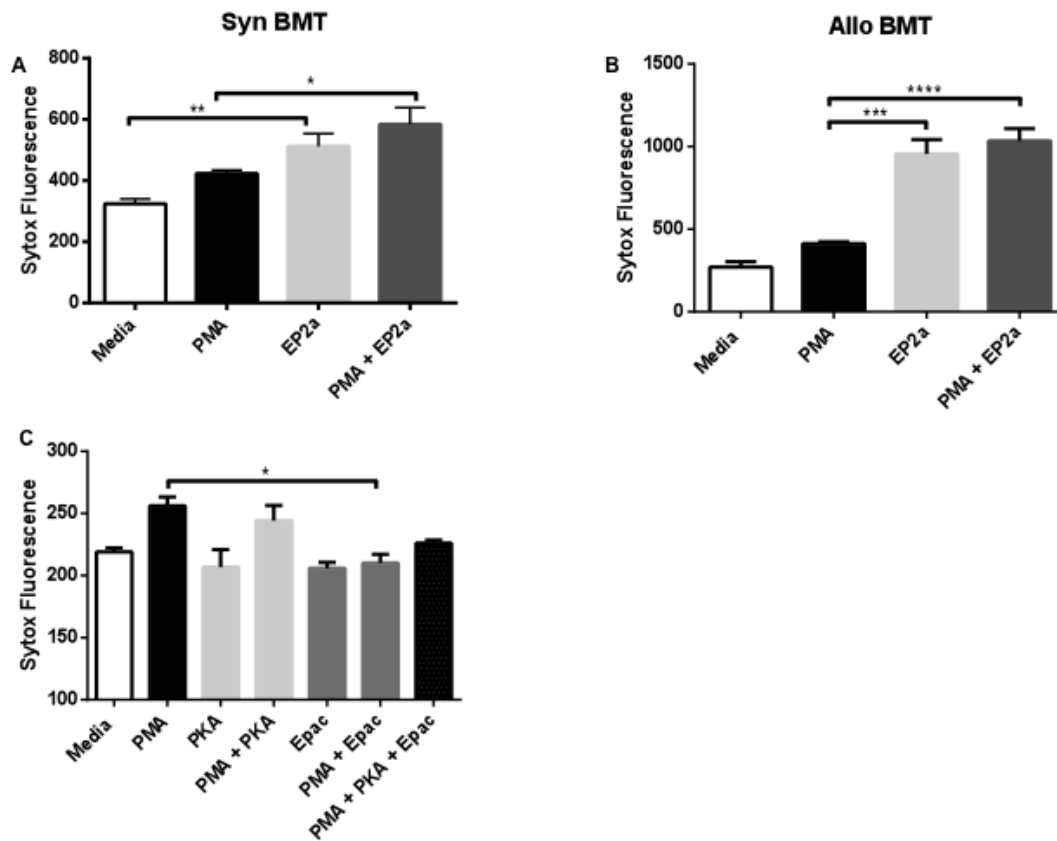 Syn BMT
A
Sytox Fluorescence
800
600
400
200
0
**
*
Media
PMA
EP2a
PMA + EP2a
Allo BMT
B
Sytox Fluorescence
1500
1000
500
0
****
***
Media
PMA
EP2a
PMA + EP2a
C
Sytox Fluorescence
300
250
200
150
100
*
Media
PMA
PKA
PMA + PKA
Epac
PMA + Epac
PMA + PKA + Epac